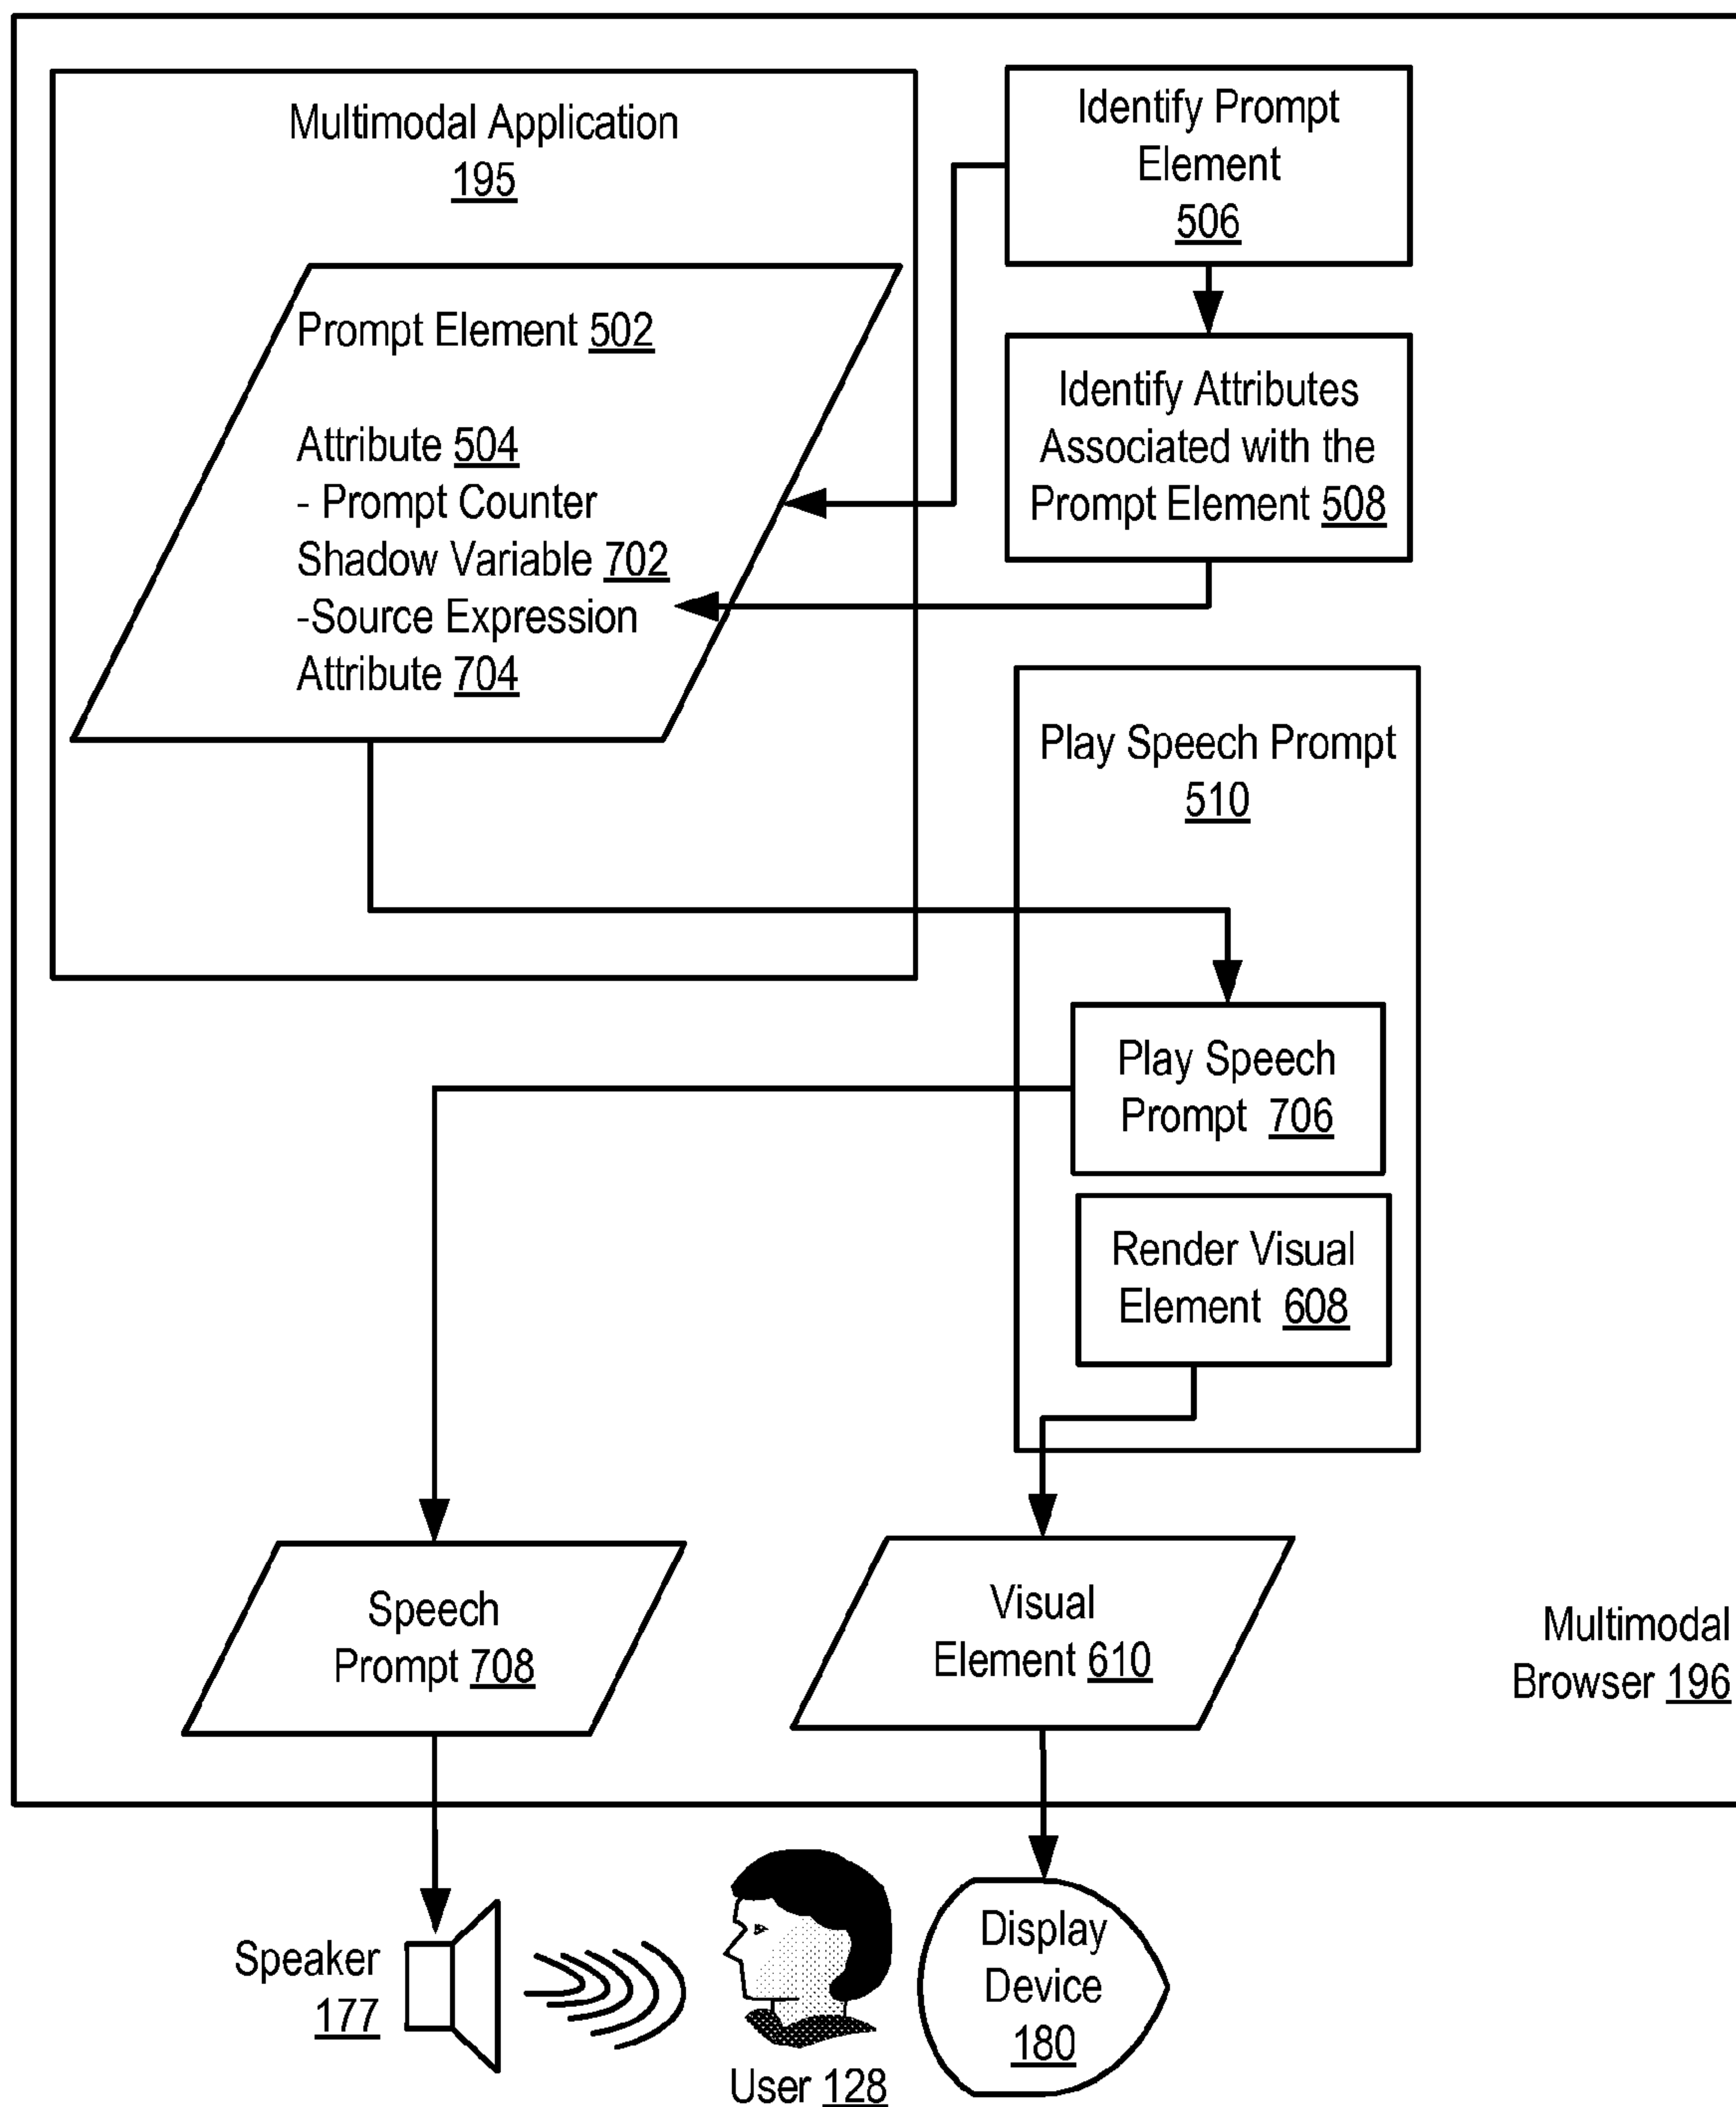 Multimodal Application
195
Identify Prompt
Element
506
Prompt Element 502
Attribute 504
- Prompt Counter
Shadow Variable 702
-Source Expression
Attribute 704
Identify Attributes
Associated with the
Prompt Element 508
Play Speech Prompt
510
Play Speech
Prompt 706
Render Visual
Element 608
Speech
Prompt 708
Visual
Element 610
Multimodal
Browser 196
Speaker
177
User 128
Display
Device
180